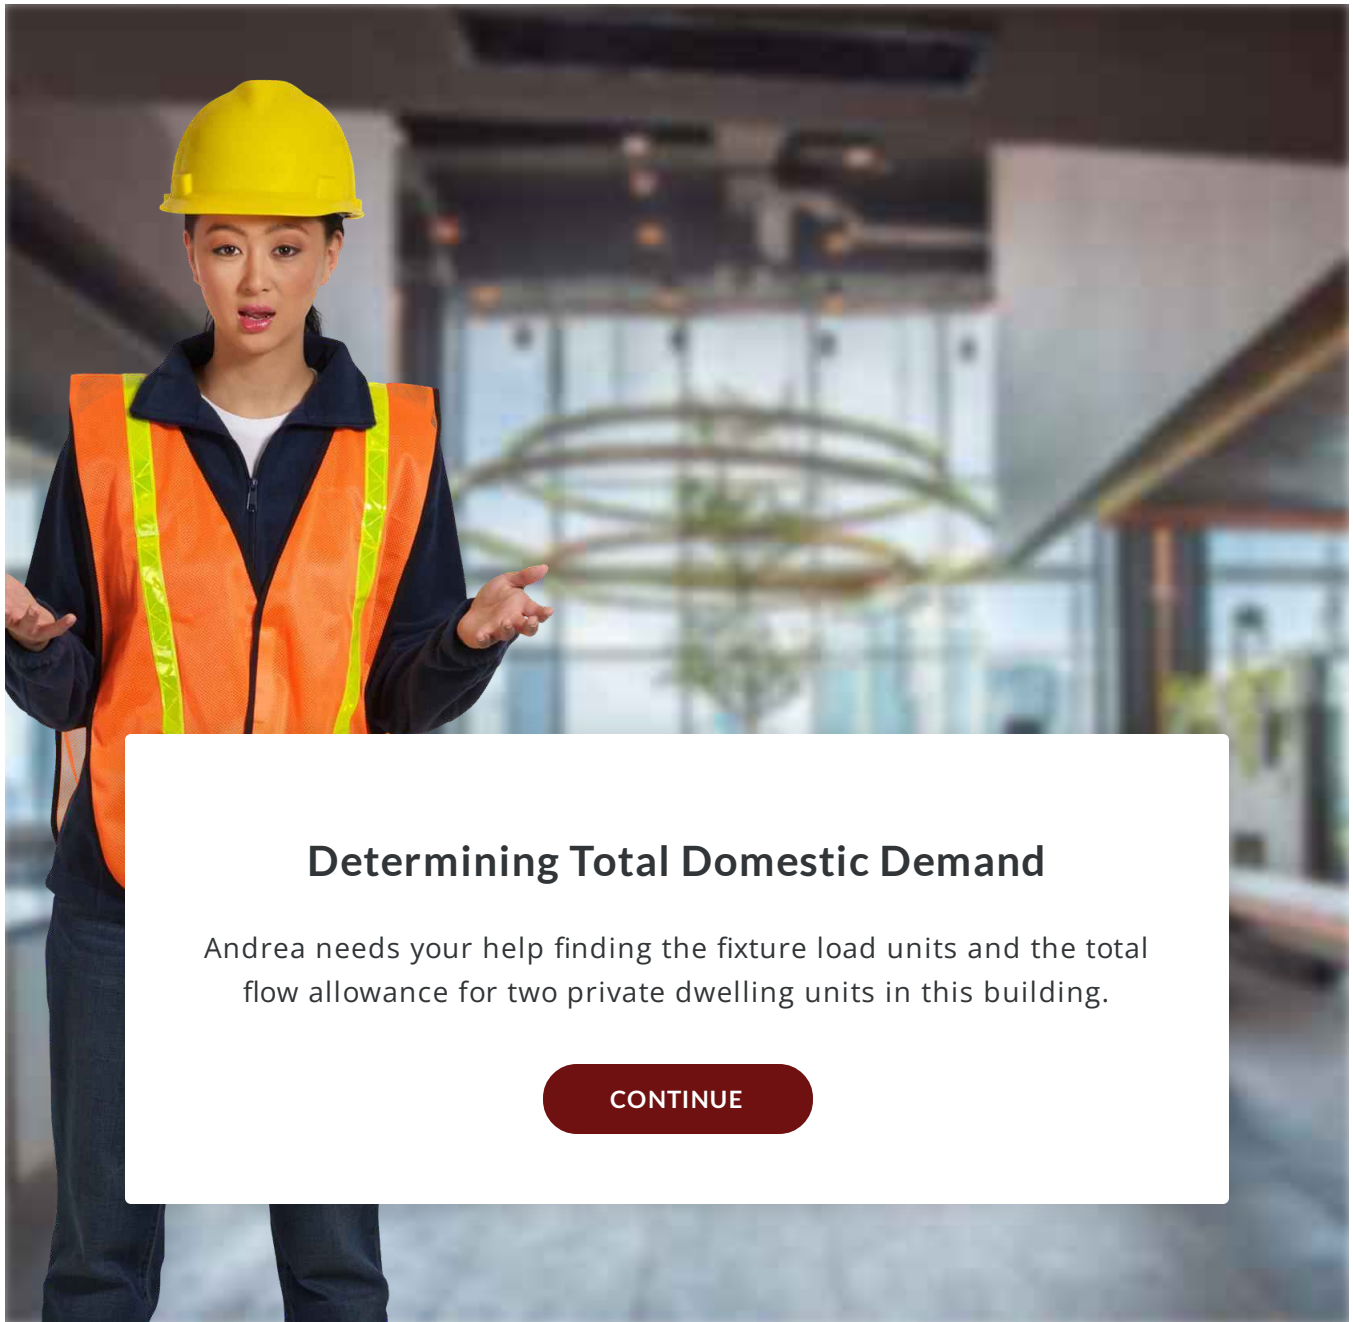 Determining Total Domestic Demand
Andrea needs your help finding the fixture load units and the total
flow allowance for two private dwelling units in this building.
CONTINUE